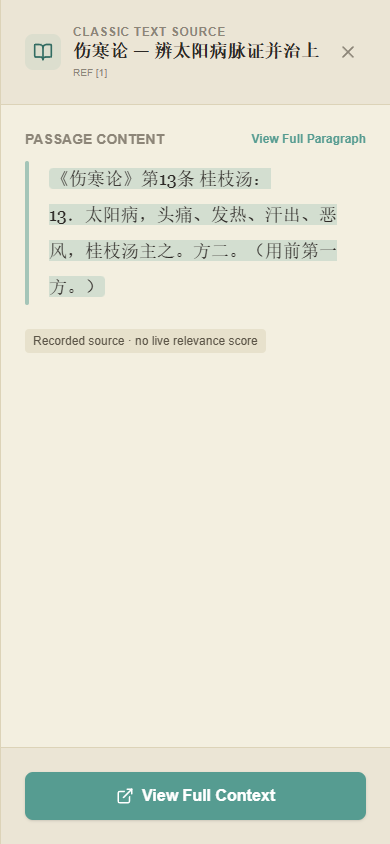 CLASSIC TEXT SOURCE
伤寒论 — 辨太阳病脉证并治上
REF [1]
PASSAGE CONTENT
View Full Paragraph
《伤寒论》第13条 桂枝汤：
13．太阳病，头痛、发热、汗出、恶
风，桂枝汤主之。方二。（用前第一
方。）
Recorded source · no live relevance score
View Full Context